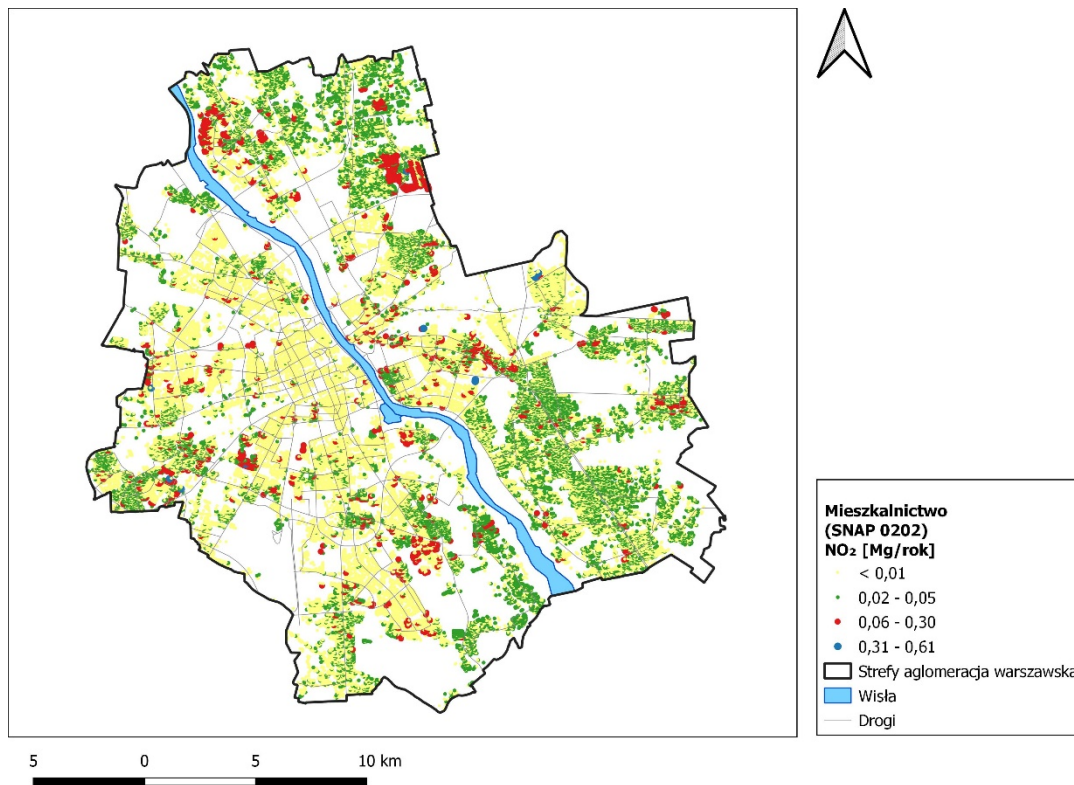 Mieszkalnictwo
(SNAP 0202)
NO₂ [Mg/rok]
< 0,01
0,02 - 0,05
0,06 - 0,30
0,31 - 0,61
Strefy aglomeracja warszawska
Wisła
Drogi
5 0 5 10 km